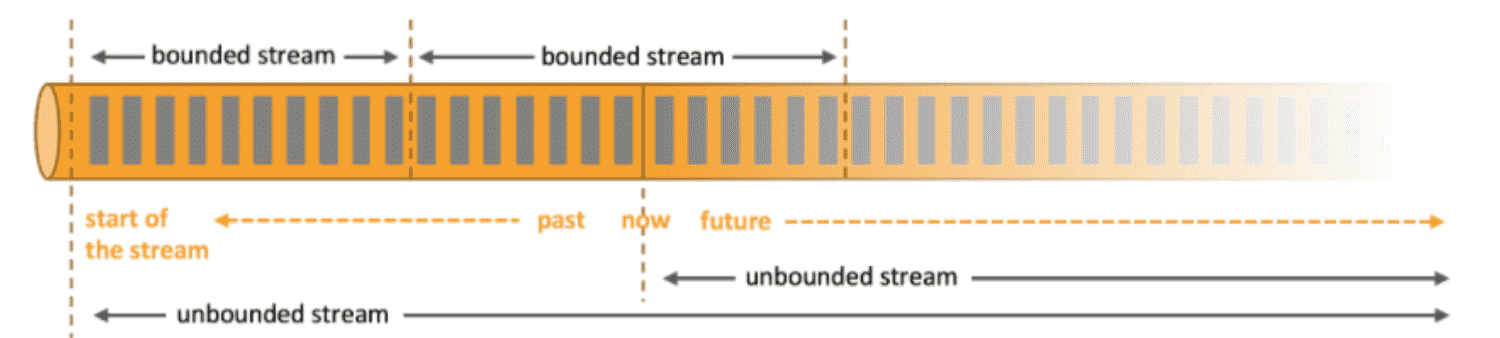 bounded stream
bounded stream
start of
the stream
past
now
future
unbounded stream
unbounded stream